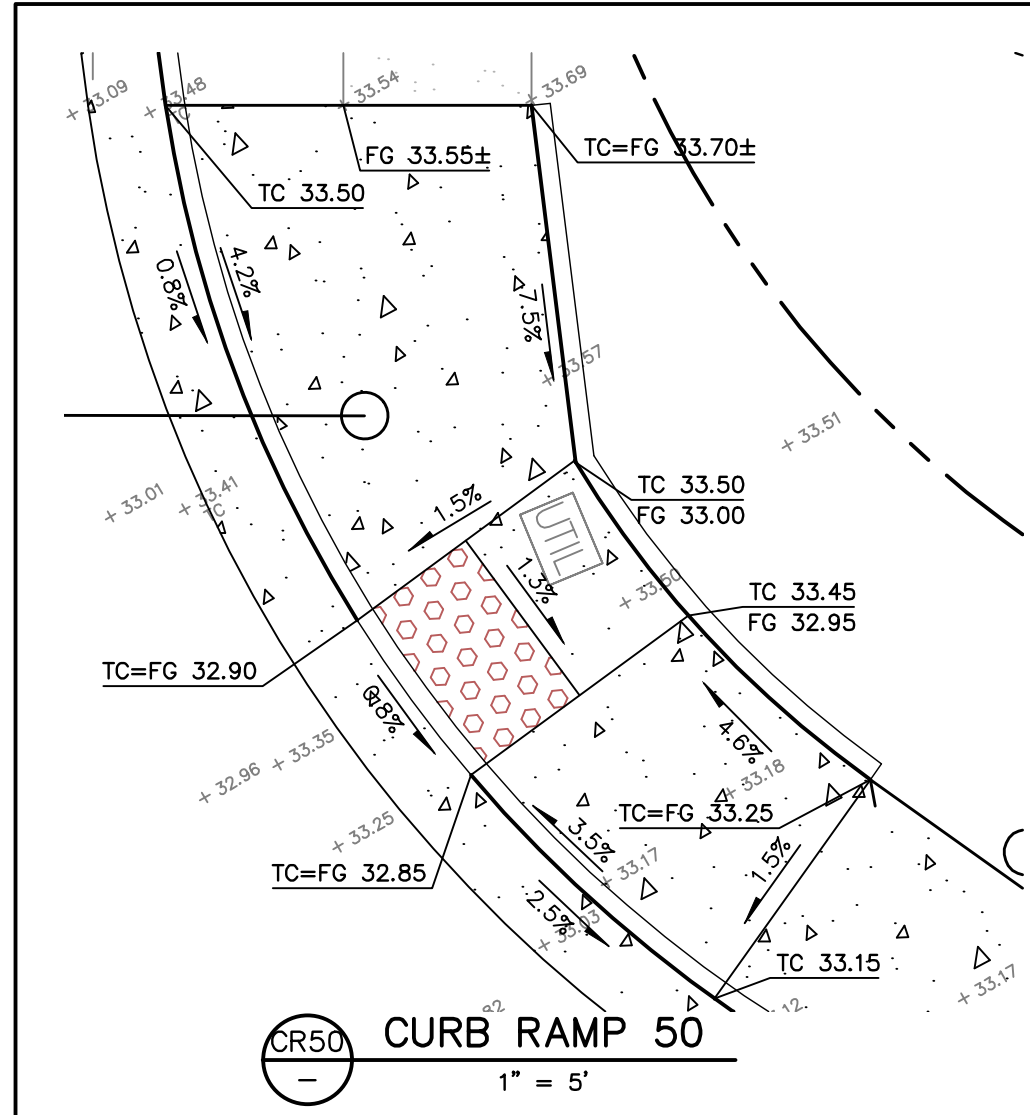 + 33.09
+ 33.48
TC
+ 33.54
+ 33.69
FG 33.55±
TC=FG 33.70±
TC 33.50
0.8%
4.2%
7.5%
+ 33.57
+ 33.51
+ 33.01
+ 33.41
TC
1.5%
TC 33.50
FG 33.00
UTIL
1.3%
+ 33.60
TC 33.45
FG 32.95
TC=FG 32.90
0.8%
+ 33.35
+ 32.96
4.6%
+ 33.18
TC=FG 33.25
+ 33.25
3.5%
1.5%
+ 33.17
TC=FG 32.85
2.5%
+ 33.03
TC 33.15
+ 33.17
CR50
–
CURB RAMP 50
1" = 5'